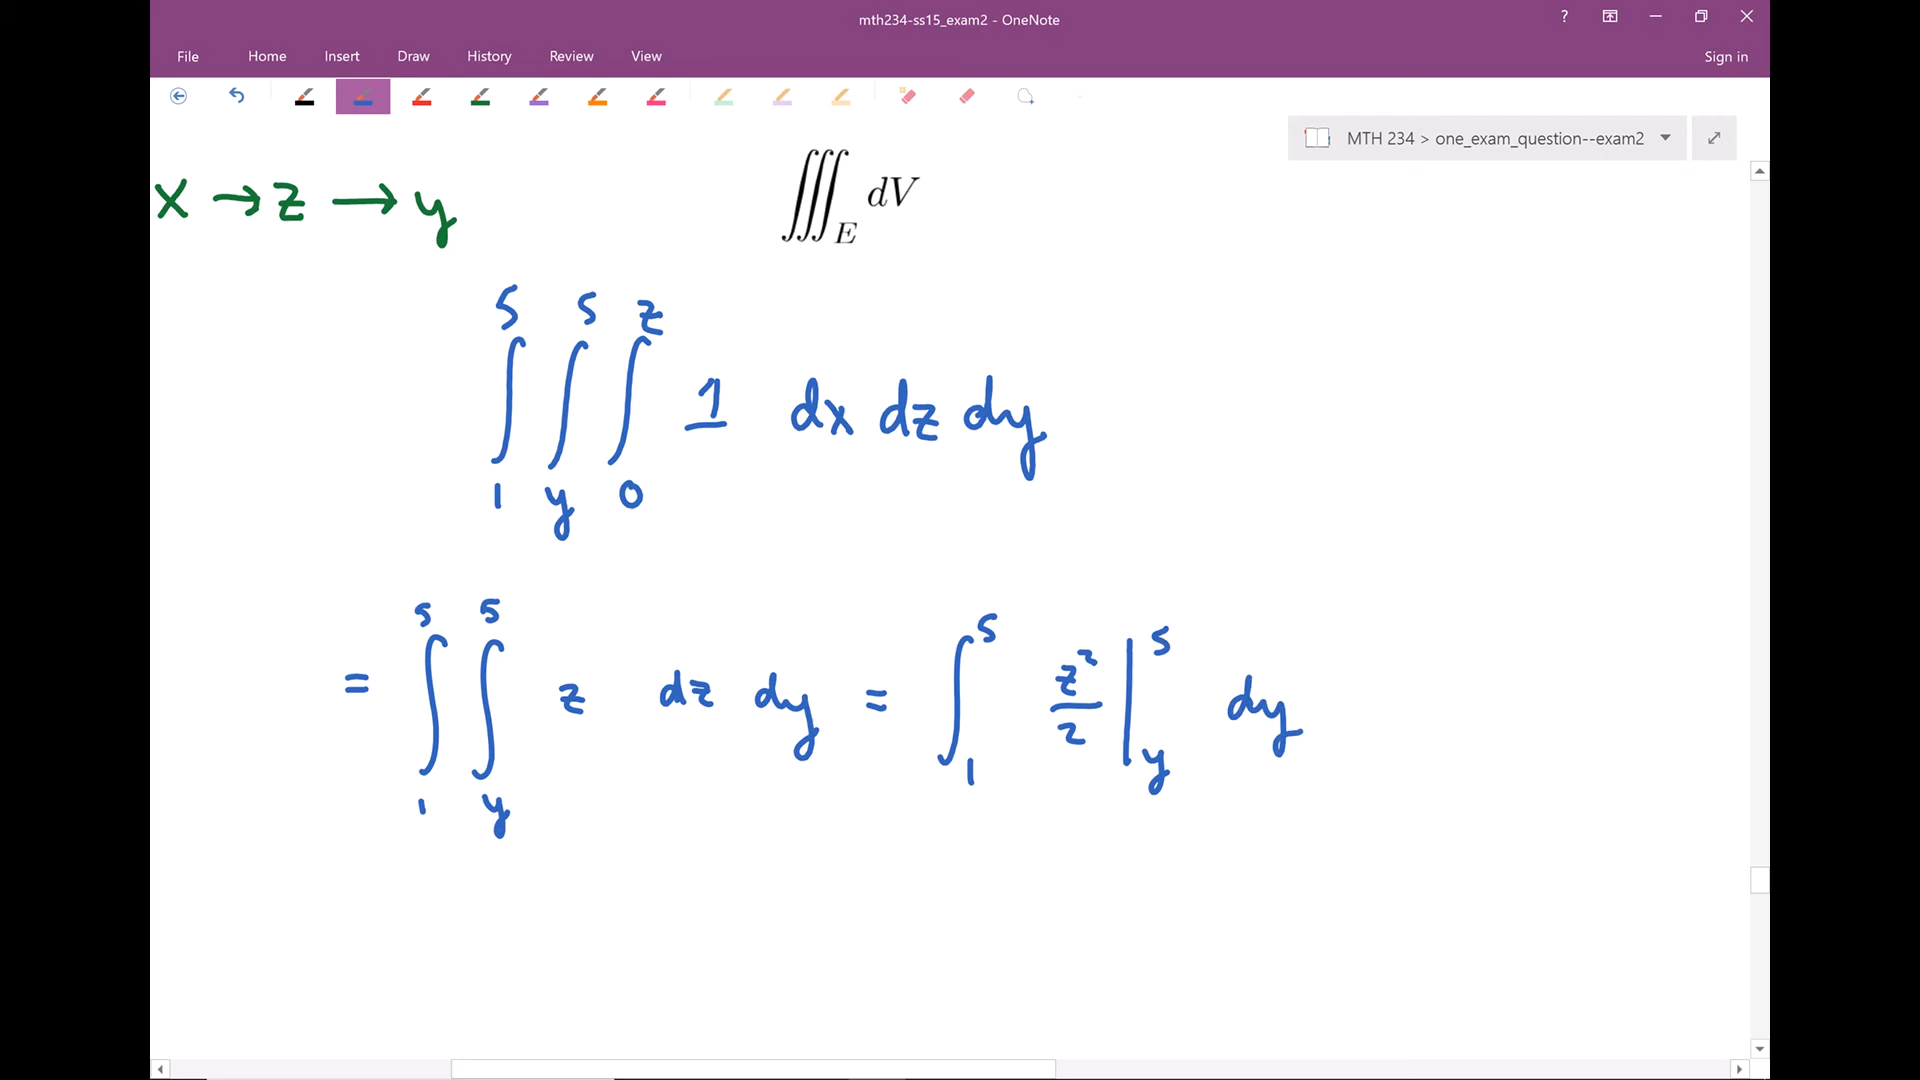 mth234-ss15_exam2 - OneNote
?
File Home Insert Draw History Review View Sign in
MTH 234 > one_exam_question--exam2
x → z → y
∭_E dV
∫_1^5 ∫_y^5 ∫_0^z 1 dx dz dy
= ∫_1^5 ∫_y^5 z dz dy = ∫_1^5 z²/2 |_y^5 dy